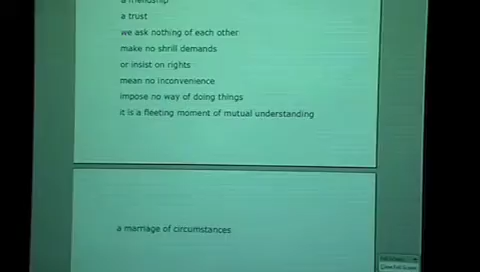 a friendship
a trust
we ask nothing of each other
make no shrill demands
or insist on rights
mean no inconvenience
impose no way of doing things
it is a fleeting moment of mutual understanding
a marriage of circumstances